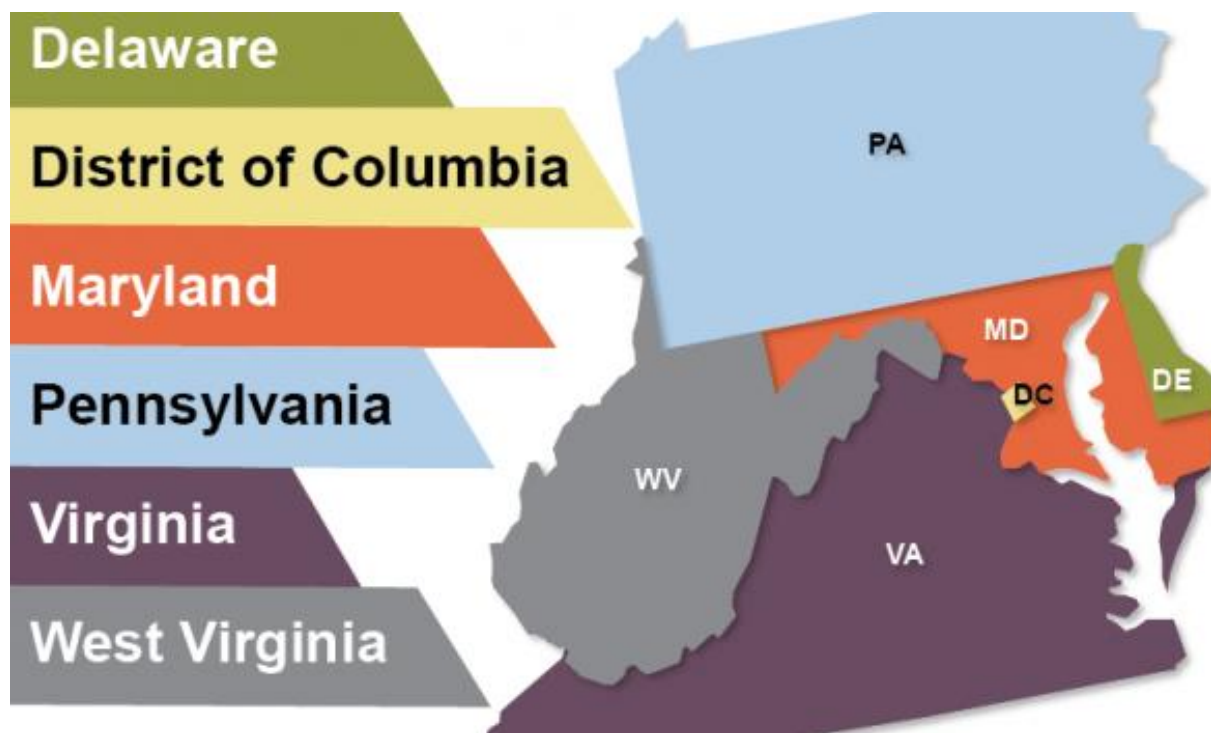 Delaware
District of Columbia
Maryland
Pennsylvania
Virginia
West Virginia
PA
MD
DC
DE
WV
VA